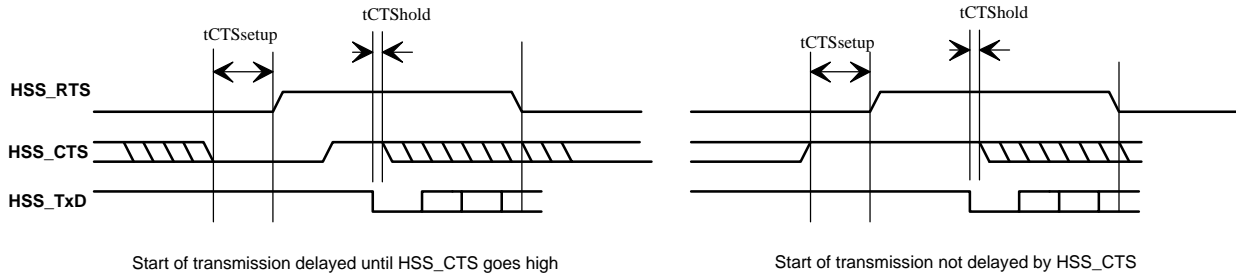 tCTShold
tCTSsetup
HSS_RTS
HSS_CTS
HSS_TxD
Start of transmission delayed until HSS_CTS goes high
tCTShold
tCTSsetup
Start of transmission not delayed by HSS_CTS